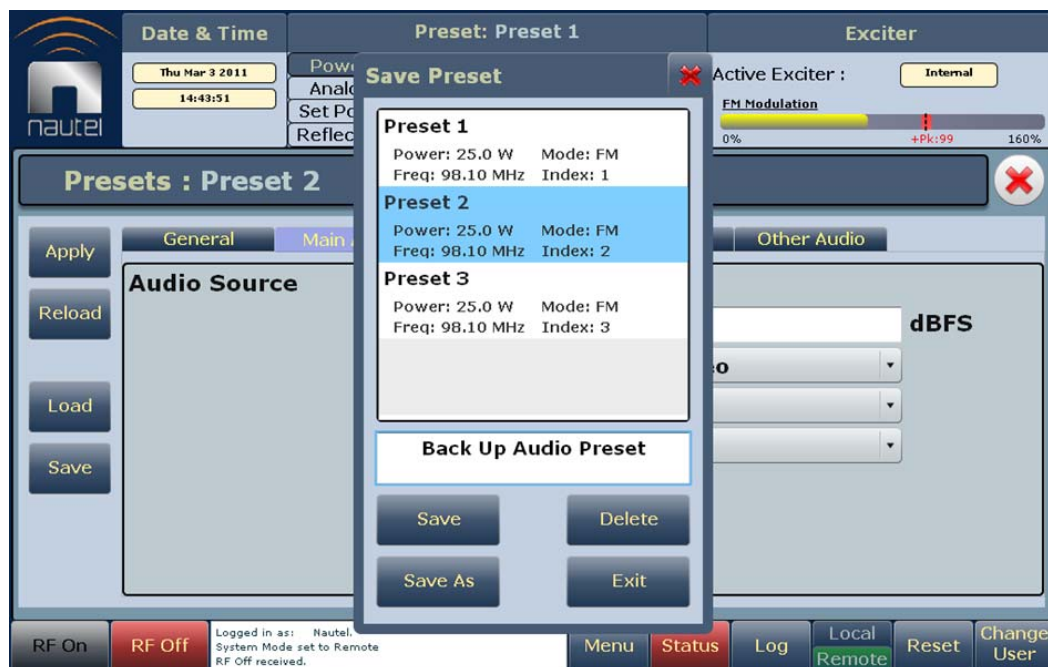 Date & Time
Preset: Preset 1
Exciter
Thu Mar 3 2011
14:43:51
nautel
Active Exciter :
Internal
FM Modulation
0%
+Pk:99
160%
Presets : Preset 2
Save Preset
Preset 1
Power: 25.0 W Mode: FM
Freq: 98.10 MHz Index: 1
Preset 2
Power: 25.0 W Mode: FM
Freq: 98.10 MHz Index: 2
Preset 3
Power: 25.0 W Mode: FM
Freq: 98.10 MHz Index: 3
Back Up Audio Preset
Save
Delete
Save As
Exit
Apply
Reload
Load
Save
General
Main
Other Audio
Audio Source
dBFS
RF On
RF Off
Logged in as: Nautel.
System Mode set to Remote
RF Off received.
Menu
Status
Log
Local
Remote
Reset
Change
User